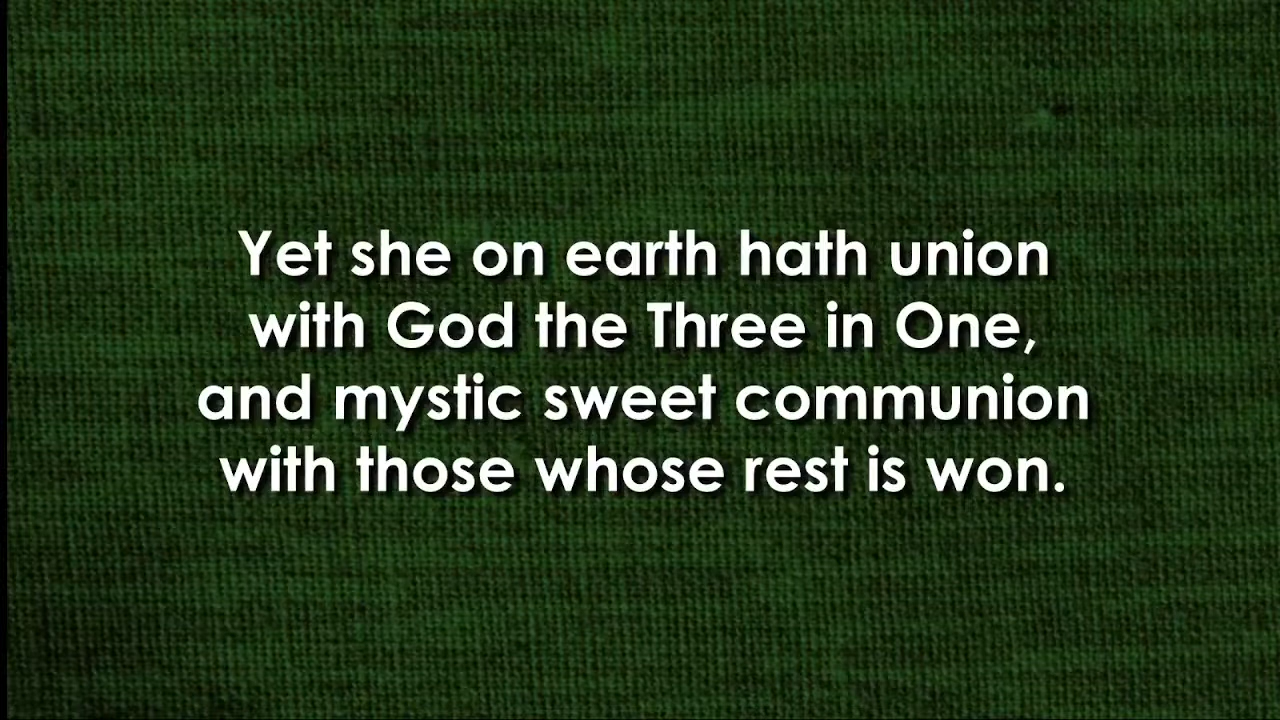 Yet she on earth hath union
with God the Three in One,
and mystic sweet communion
with those whose rest is won.